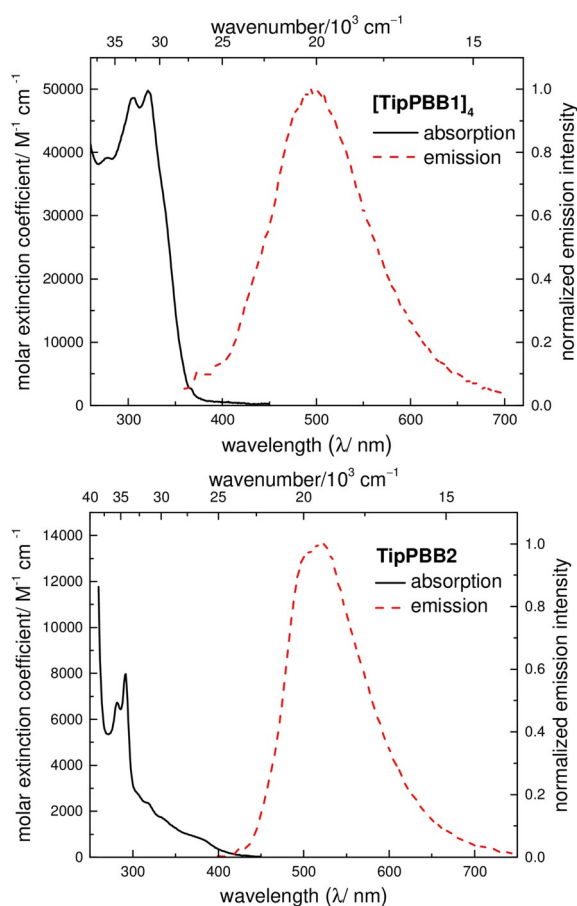 wavenumber/10³ cm⁻¹
35 30 25 20 15
molar extinction coefficient/ M⁻¹ cm⁻¹
50000
40000
30000
20000
10000
0
[TipPBB1]₄
absorption
emission
1.0
0.8
0.6
0.4
0.2
0.0
normalized emission intensity
300 400 500 600 700
wavelength (λ/ nm)
wavenumber/10³ cm⁻¹
40 35 30 25 20 15
molar extinction coefficient/ M⁻¹ cm⁻¹
14000
12000
10000
8000
6000
4000
2000
0
TipPBB2
absorption
emission
1.0
0.8
0.6
0.4
0.2
0.0
normalized emission intensity
300 400 500 600 700
wavelength (λ/ nm)